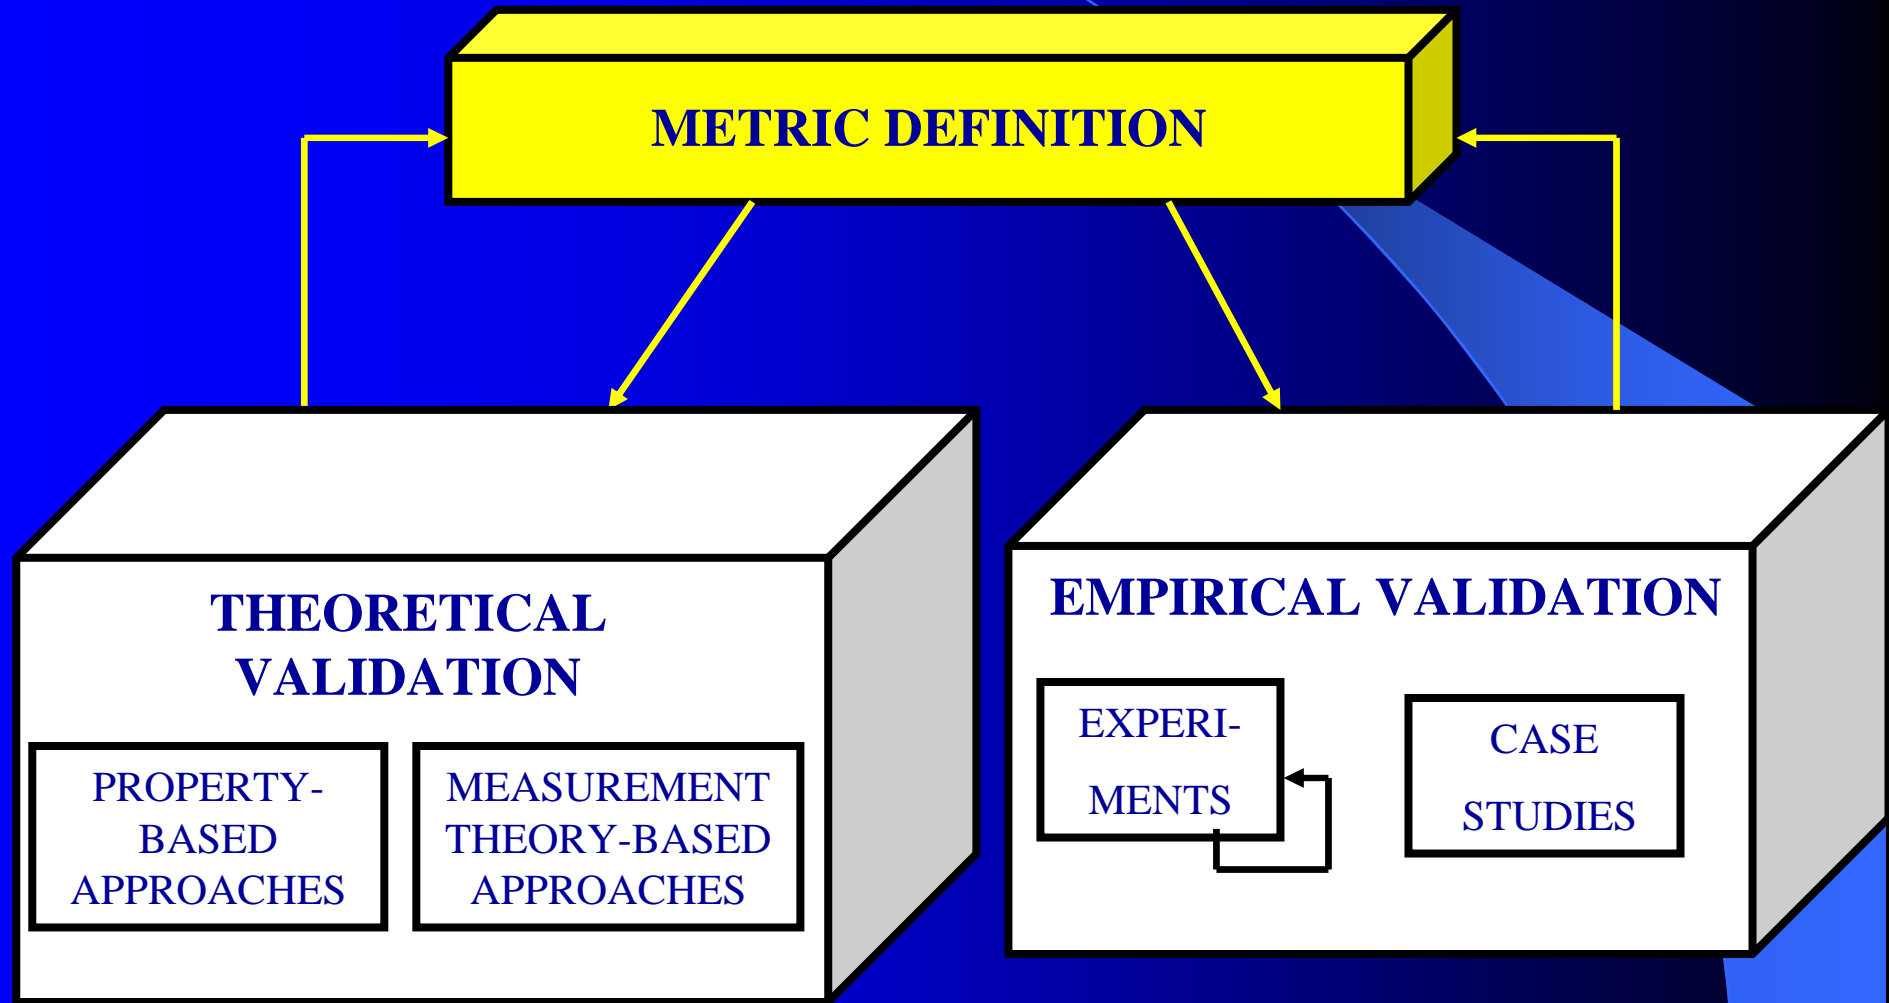 METRIC DEFINITION
THEORETICAL
VALIDATION
PROPERTY-
BASED
APPROACHES
MEASUREMENT
THEORY-BASED
APPROACHES
EMPIRICAL VALIDATION
EXPERI-
MENTS
CASE
STUDIES